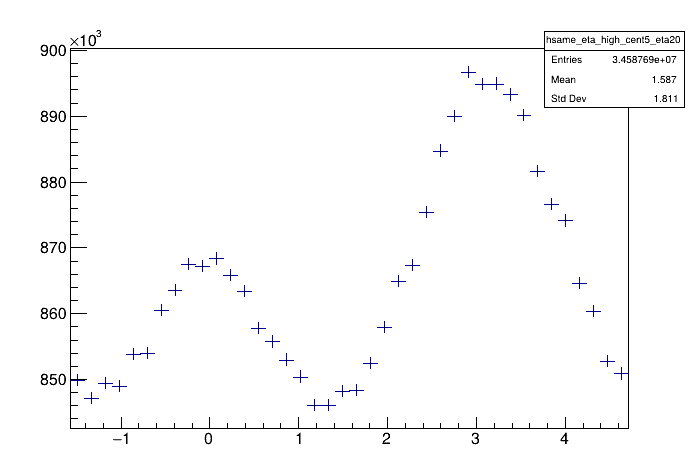 ×10³
hsame_eta_high_cent5_eta20
Entries 3.458769e+07
Mean 1.587
Std Dev 1.811
900
890
880
870
860
850
−1 0 1 2 3 4